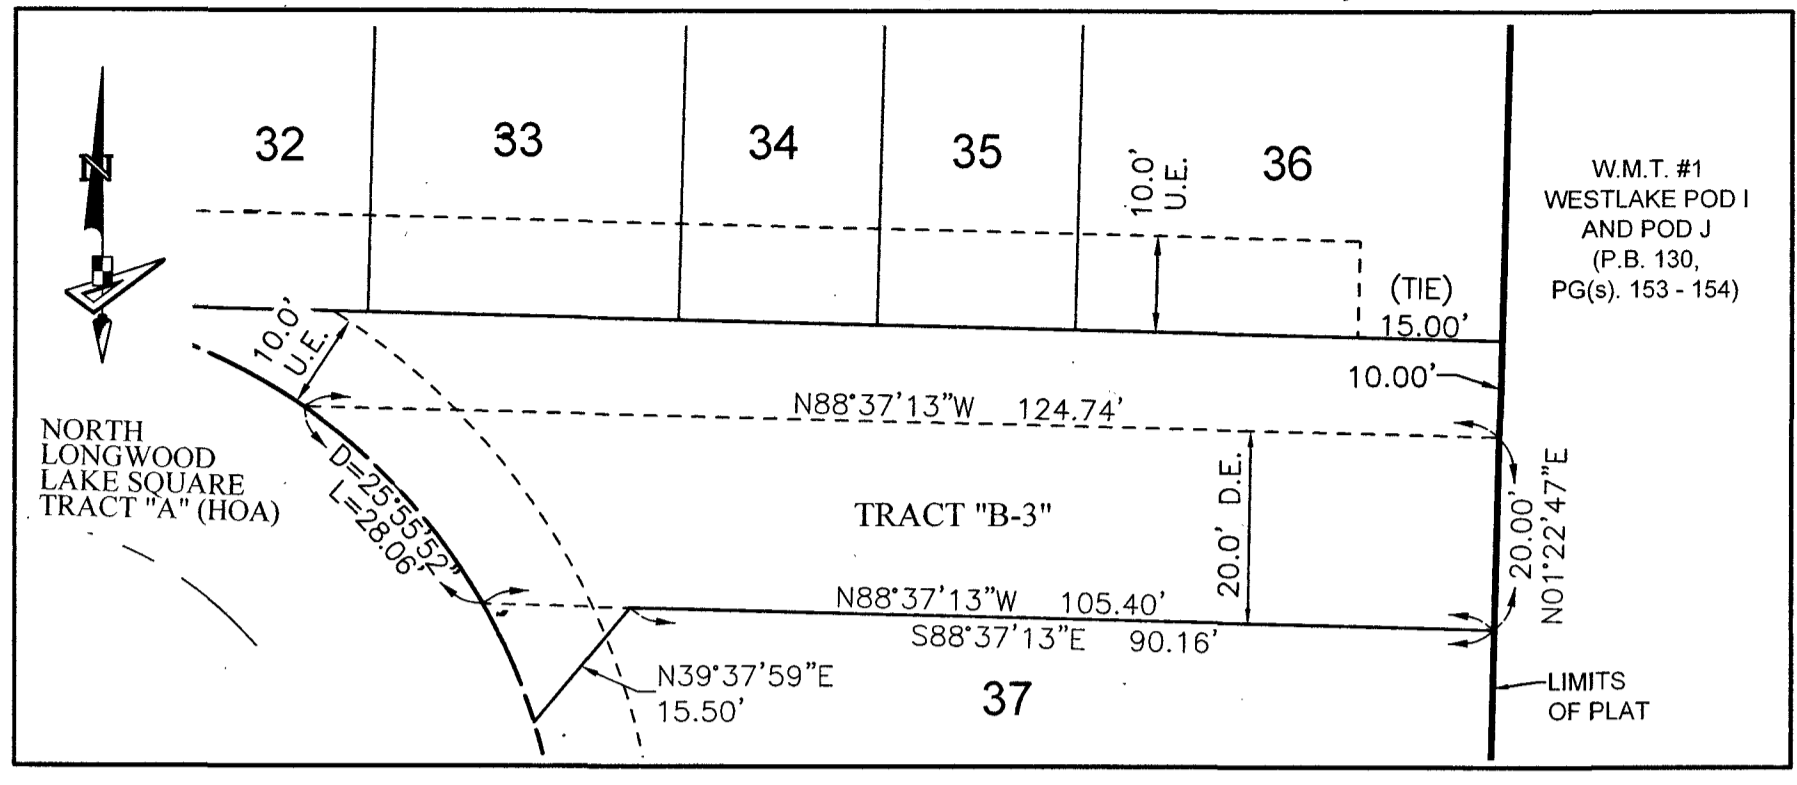 32
33
34
35
36
10.0'
U.E.
W.M.T. #1
WESTLAKE POD I
AND POD J
(P.B. 130,
PG(s). 153 - 154)
N
(TIE)
15.00'
10.0'
U.E.
10.00'
N88°37'13"W 124.74'
NORTH
LONGWOOD
LAKE SQUARE
TRACT "A" (HOA)
D=25°55'52"
L=28.06'
TRACT "B-3"
20.0' D.E.
20.00'
N01°22'47"E
N88°37'13"W 105.40'
S88°37'13"E 90.16'
N39°37'59"E
15.50'
37
LIMITS
OF PLAT